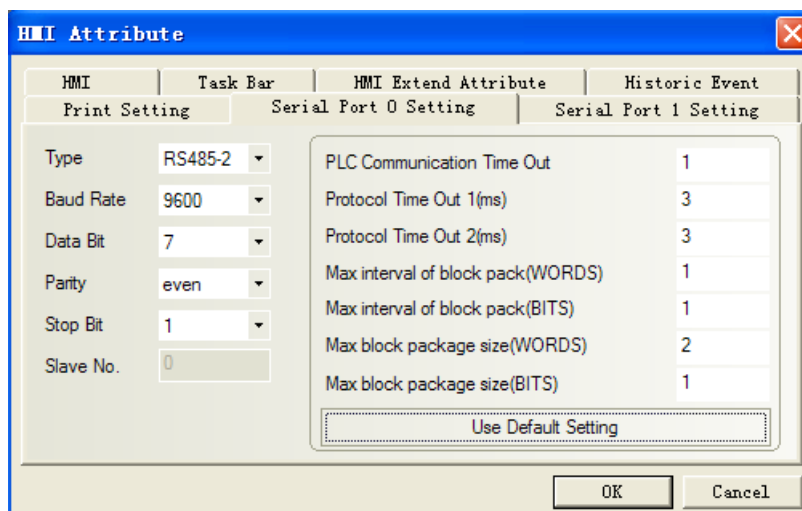 HMI Attribute
HMI Task Bar HMI Extend Attribute Historic Event
Print Setting Serial Port 0 Setting Serial Port 1 Setting
Type RS485-2
Baud Rate 9600
Data Bit 7
Parity even
Stop Bit 1
Slave No. 0
PLC Communication Time Out 1
Protocol Time Out 1(ms) 3
Protocol Time Out 2(ms) 3
Max interval of block pack(WORDS) 1
Max interval of block pack(BITS) 1
Max block package size(WORDS) 2
Max block package size(BITS) 1
Use Default Setting
OK Cancel